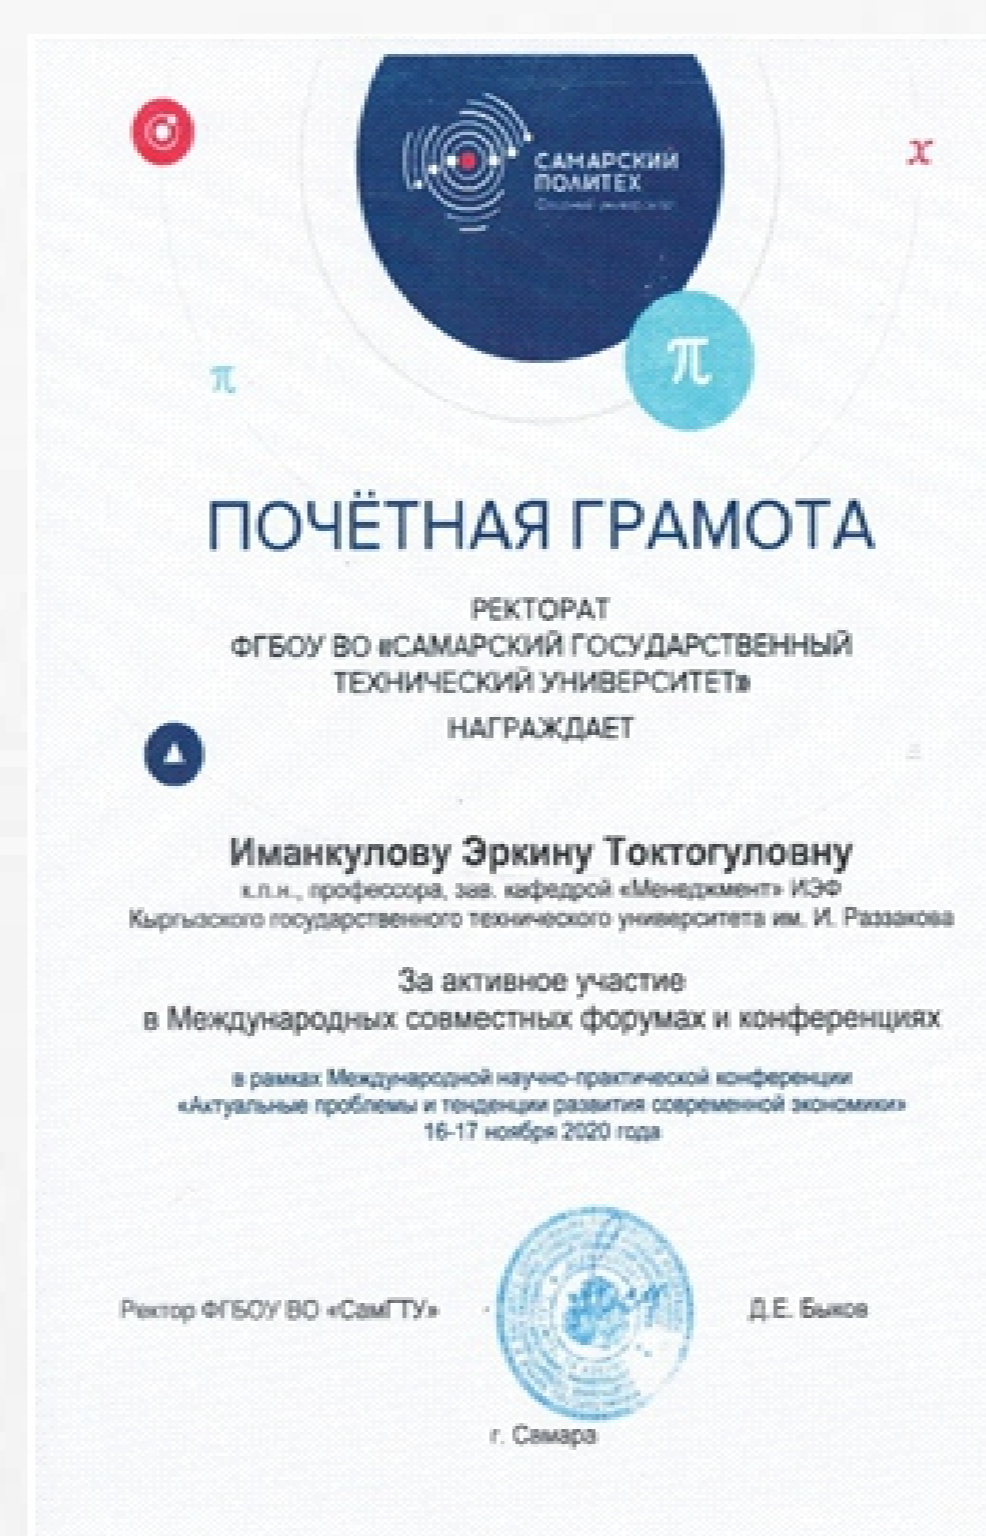 САМАРСКИЙ
ПОЛИТЕХ
x
π
π
ПОЧЁТНАЯ ГРАМОТА
РЕКТОРАТ
ФГБОУ ВО «САМАРСКИЙ ГОСУДАРСТВЕННЫЙ
ТЕХНИЧЕСКИЙ УНИВЕРСИТЕТ»
НАГРАЖДАЕТ
Иманкулову Эркину Токтогуловну
к.п.н., профессора, зав. кафедрой «Менеджмент» ИЭФ
Кыргызского государственного технического университета им. И. Раззакова
За активное участие
в Международных совместных форумах и конференциях
в рамках Международной научно-практической конференции
«Актуальные проблемы и тенденции развития современной экономики»
16-17 ноября 2020 года
Ректор ФГБОУ ВО «СамГТУ»
Д.Е. Быков
г. Самара